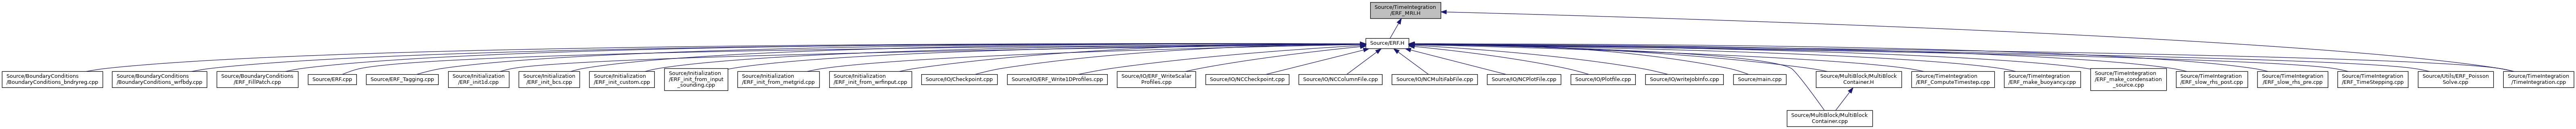 Source/TimeIntegration
/ERF_MRI.H
Source/ERF.H
Source/BoundaryConditions
/BoundaryConditions_bndryreg.cpp
Source/BoundaryConditions
/BoundaryConditions_wrfbdy.cpp
Source/BoundaryConditions
/ERF_FillPatch.cpp
Source/ERF.cpp
Source/ERF_Tagging.cpp
Source/Initialization
/ERF_init1d.cpp
Source/Initialization
/ERF_init_bcs.cpp
Source/Initialization
/ERF_init_custom.cpp
Source/Initialization
/ERF_init_from_input
_sounding.cpp
Source/Initialization
/ERF_init_from_metgrid.cpp
Source/Initialization
/ERF_init_from_wrfinput.cpp
Source/IO/Checkpoint.cpp
Source/IO/ERF_Write1DProfiles.cpp
Source/IO/ERF_WriteScalar
Profiles.cpp
Source/IO/NCCheckpoint.cpp
Source/IO/NCColumnFile.cpp
Source/IO/NCMultiFabFile.cpp
Source/IO/NCPlotFile.cpp
Source/IO/Plotfile.cpp
Source/IO/writeJobInfo.cpp
Source/main.cpp
Source/MultiBlock/MultiBlock
Container.H
Source/TimeIntegration
/ERF_ComputeTimestep.cpp
Source/TimeIntegration
/ERF_make_buoyancy.cpp
Source/TimeIntegration
/ERF_make_condensation
_source.cpp
Source/TimeIntegration
/ERF_slow_rhs_post.cpp
Source/TimeIntegration
/ERF_slow_rhs_pre.cpp
Source/TimeIntegration
/ERF_TimeStepping.cpp
Source/Utils/ERF_Poisson
Solve.cpp
Source/TimeIntegration
/TimeIntegration.cpp
Source/MultiBlock/MultiBlock
Container.cpp